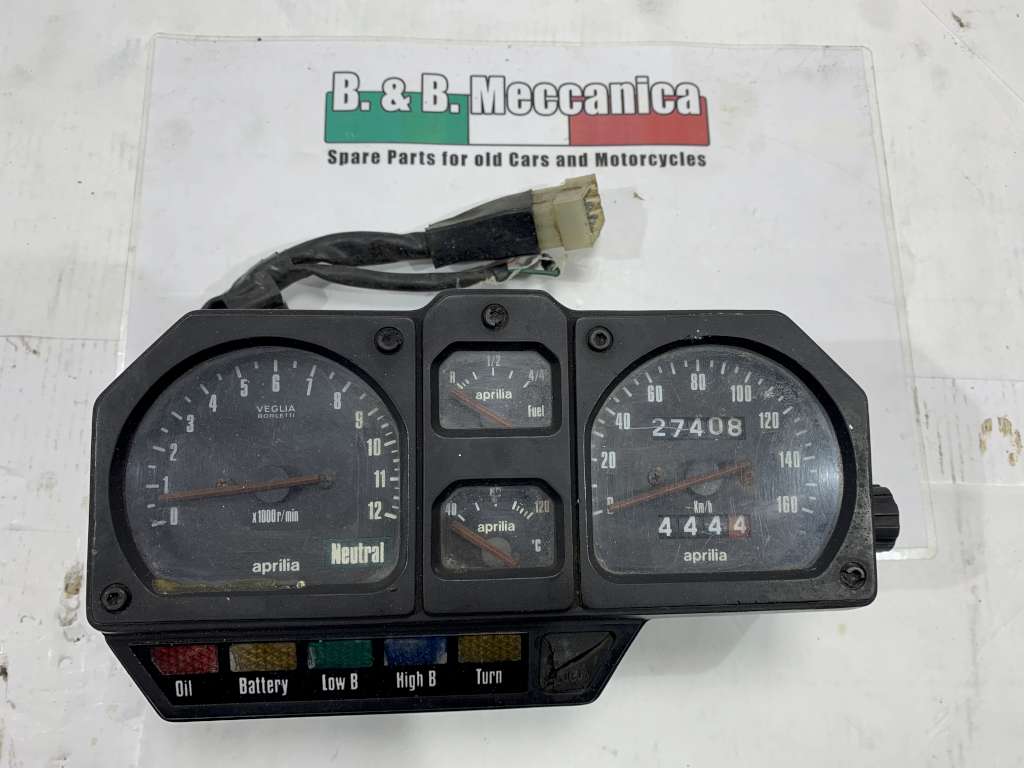 B. & B. Meccanica
Spare Parts for old Cars and Motorcycles
0 1 2 3 4 5 6 7 8 9 10 11 12
VEGLIA
BORLETTI
x1000r/min
aprilia
Neutral
1/2
4/4
aprilia
Fuel
40
120
aprilia
°C
20 40 60 80 100 120 140 160
27408
Km/h
4444
aprilia
Oil Battery Low B High B Turn